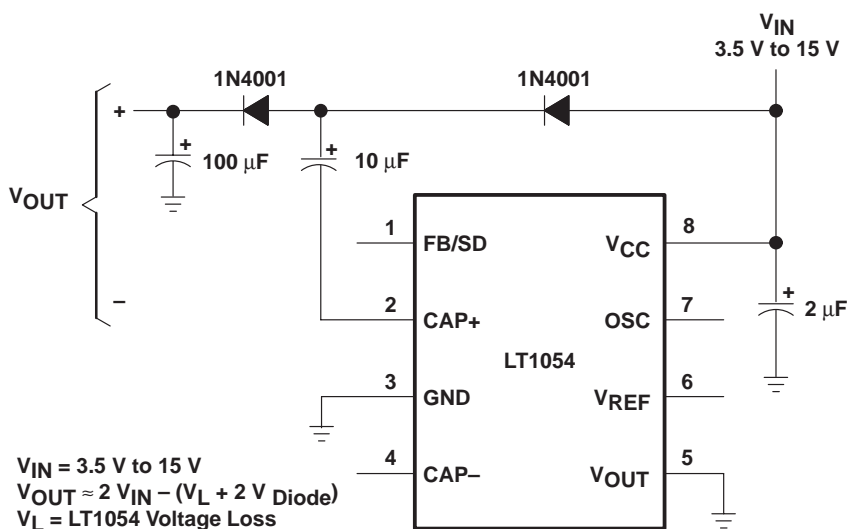 VIN
3.5 V to 15 V
1N4001
1N4001
+
+
100 μF
+
10 μF
VOUT
–
1
FB/SD
VCC
8
+
2 μF
2
CAP+
OSC
7
LT1054
3
GND
VREF
6
4
CAP–
VOUT
5
VIN = 3.5 V to 15 V
VOUT ≈ 2 VIN – (VL + 2 V Diode)
VL = LT1054 Voltage Loss